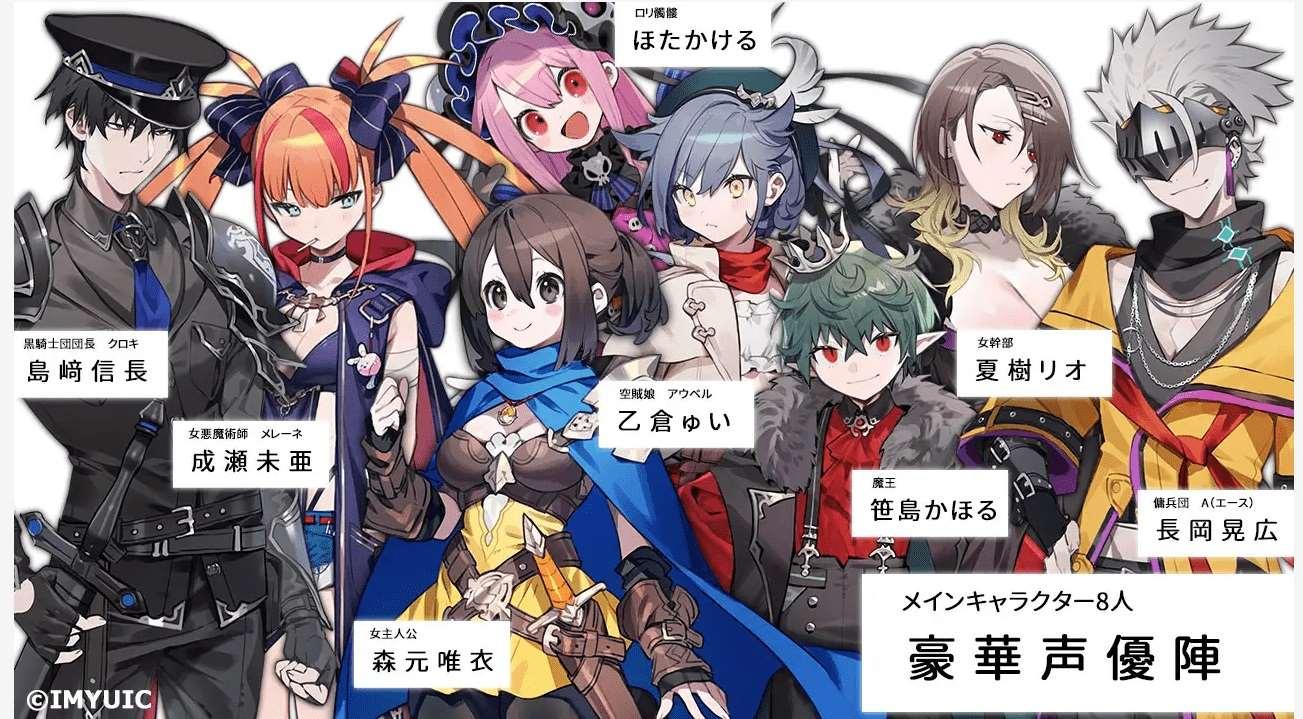 ロリ髑髏
ほたかける
黒騎士団団長　クロキ
島﨑信長
女悪魔術師　メレーネ
成瀬未亜
空賊娘　アウベル
乙倉ゅい
女幹部
夏樹リオ
魔王
笹島かほる
傭兵団　A（エース）
長岡晃広
女主人公
森元唯衣
メインキャラクター8人
豪華声優陣
©IMYUIC